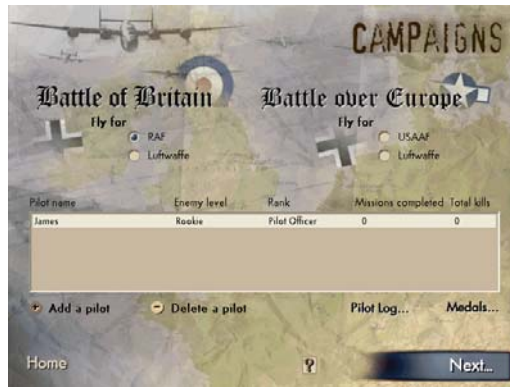 CAMPAIGNS
Battle of Britain
Battle over Europe
Fly for
RAF
Luftwaffe
Fly for
USAAF
Luftwaffe
Pilot name Enemy level Rank Missions completed Total kills
James Rookie Pilot Officer 0 0
Add a pilot Delete a pilot Pilot Log... Medals...
Home ? Next...